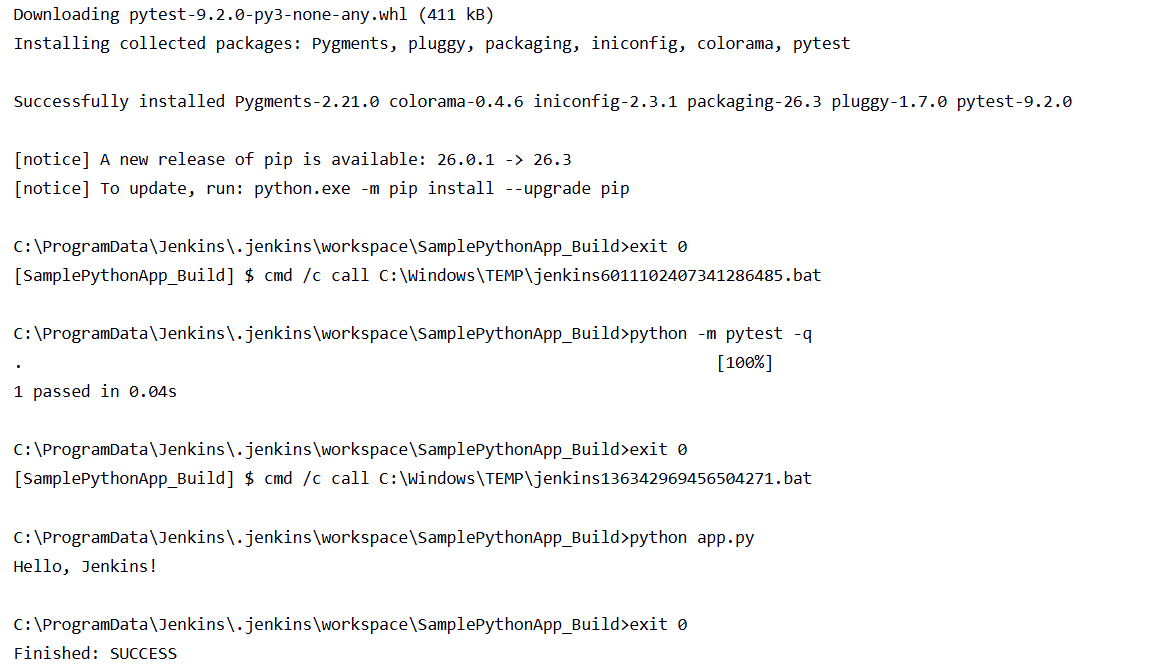 Downloading pytest-9.2.0-py3-none-any.whl (411 kB)
Installing collected packages: Pygments, pluggy, packaging, iniconfig, colorama, pytest
Successfully installed Pygments-2.21.0 colorama-0.4.6 iniconfig-2.3.1 packaging-26.3 pluggy-1.7.0 pytest-9.2.0
[notice] A new release of pip is available: 26.0.1 -> 26.3
[notice] To update, run: python.exe -m pip install --upgrade pip
C:\ProgramData\Jenkins\.jenkins\workspace\SamplePythonApp_Build>exit 0
[SamplePythonApp_Build] $ cmd /c call C:\Windows\TEMP\jenkins6011102407341286485.bat
C:\ProgramData\Jenkins\.jenkins\workspace\SamplePythonApp_Build>python -m pytest -q
. [100%]
1 passed in 0.04s
C:\ProgramData\Jenkins\.jenkins\workspace\SamplePythonApp_Build>exit 0
[SamplePythonApp_Build] $ cmd /c call C:\Windows\TEMP\jenkins136342969456504271.bat
C:\ProgramData\Jenkins\.jenkins\workspace\SamplePythonApp_Build>python app.py
Hello, Jenkins!
C:\ProgramData\Jenkins\.jenkins\workspace\SamplePythonApp_Build>exit 0
Finished: SUCCESS